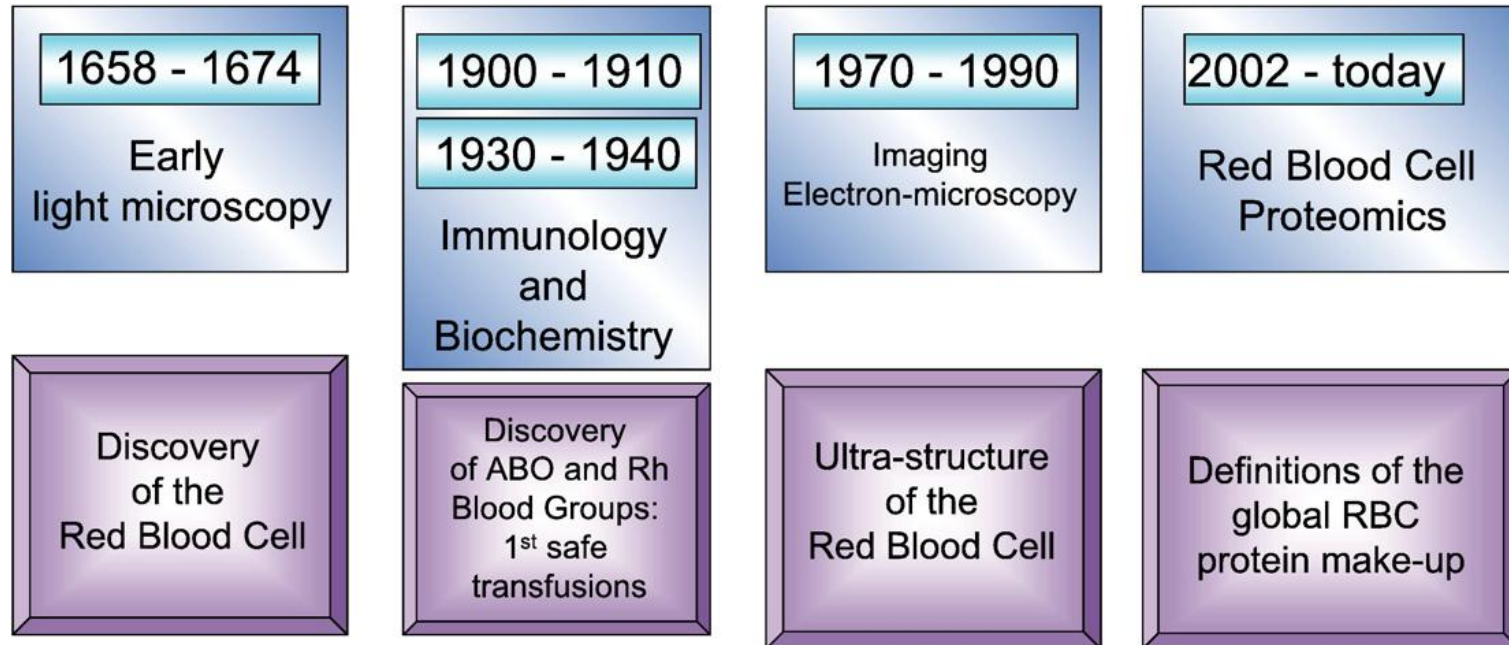 1658 - 1674
Early
light microscopy
1900 - 1910
1930 - 1940
Immunology
and
Biochemistry
1970 - 1990
Imaging
Electron-microscopy
2002 - today
Red Blood Cell
Proteomics
Discovery
of the
Red Blood Cell
Discovery
of ABO and Rh
Blood Groups:
1st safe
transfusions
Ultra-structure
of the
Red Blood Cell
Definitions of the
global RBC
protein make-up